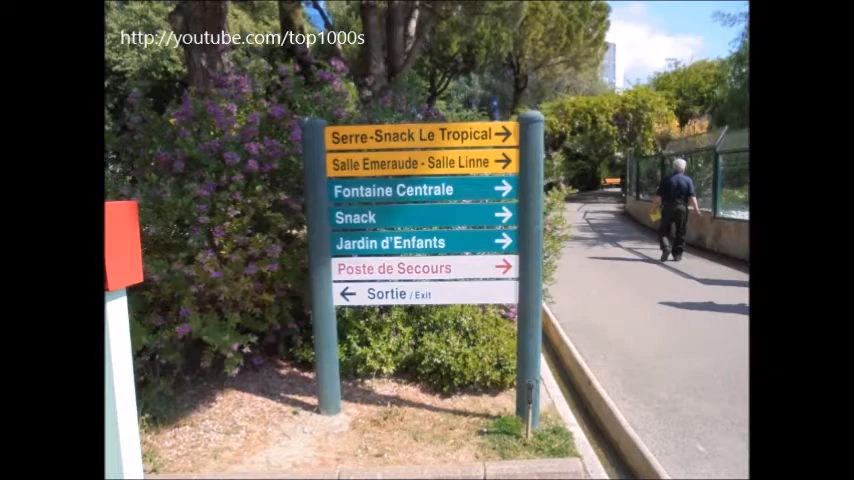 http://youtube.com/top1000s
Serre-Snack Le Tropical →
Salle Emeraude - Salle Linne →
Fontaine Centrale →
Snack →
Jardin d'Enfants →
Poste de Secours →
← Sortie / Exit